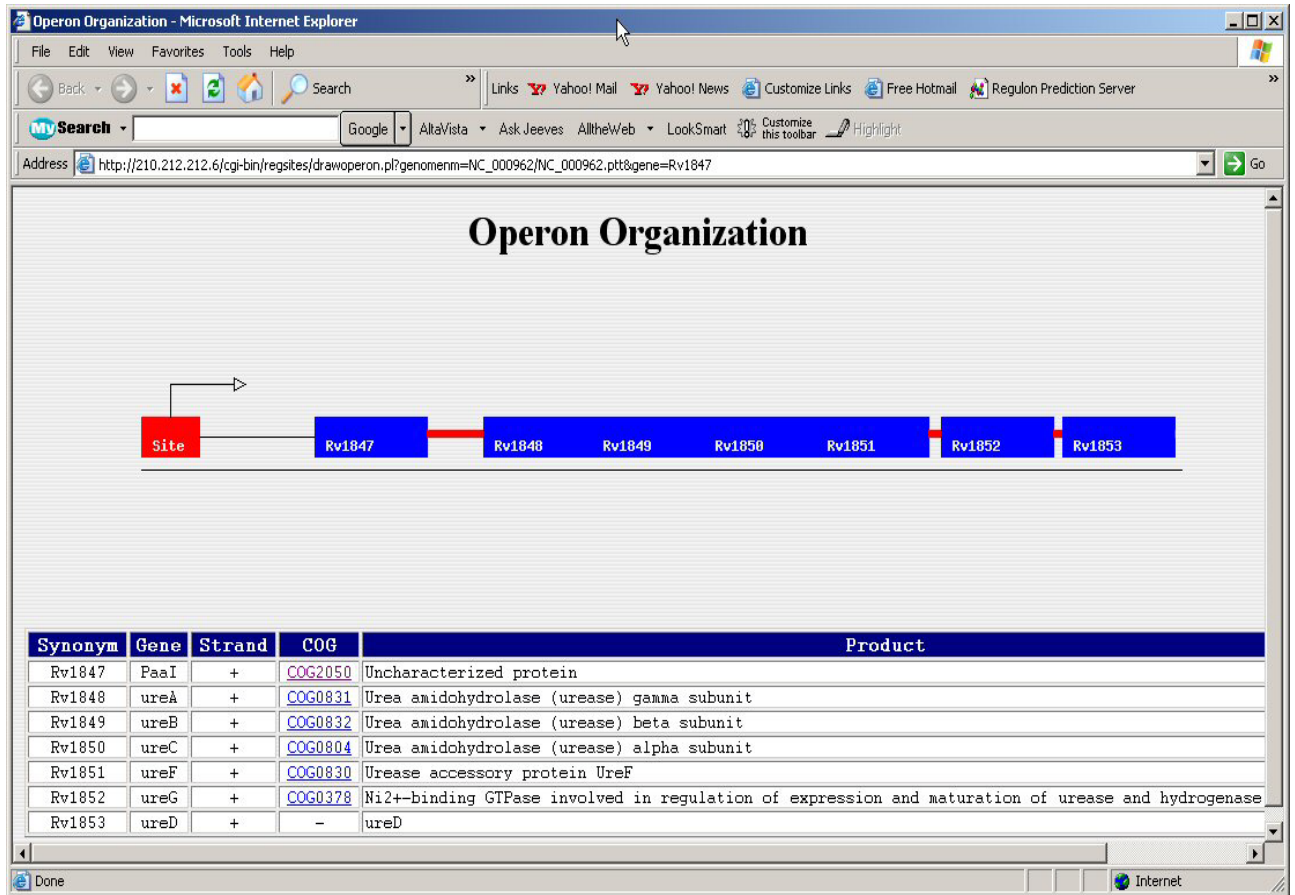 Operon Organization - Microsoft Internet Explorer
File Edit View Favorites Tools Help
Back Search » Links Yahoo! Mail Yahoo! News Customize Links Free Hotmail Regulon Prediction Server »
My Search Google AltaVista Ask Jeeves AlltheWeb LookSmart Customize this toolbar Highlight
Address http://210.212.212.6/cgi-bin/regsites/drawoperon.pl?genomenm=NC_000962/NC_000962.ptt&gene=Rv1847 Go
Operon Organization
Site Rv1847 Rv1848 Rv1849 Rv1850 Rv1851 Rv1852 Rv1853
Synonym Gene Strand COG Product
Rv1847 PaaI + COG2050 Uncharacterized protein
Rv1848 ureA + COG0831 Urea amidohydrolase (urease) gamma subunit
Rv1849 ureB + COG0832 Urea amidohydrolase (urease) beta subunit
Rv1850 ureC + COG0804 Urea amidohydrolase (urease) alpha subunit
Rv1851 ureF + COG0830 Urease accessory protein UreF
Rv1852 ureG + COG0378 Ni2+-binding GTPase involved in regulation of expression and maturation of urease and hydrogenase
Rv1853 ureD + - ureD
Done Internet